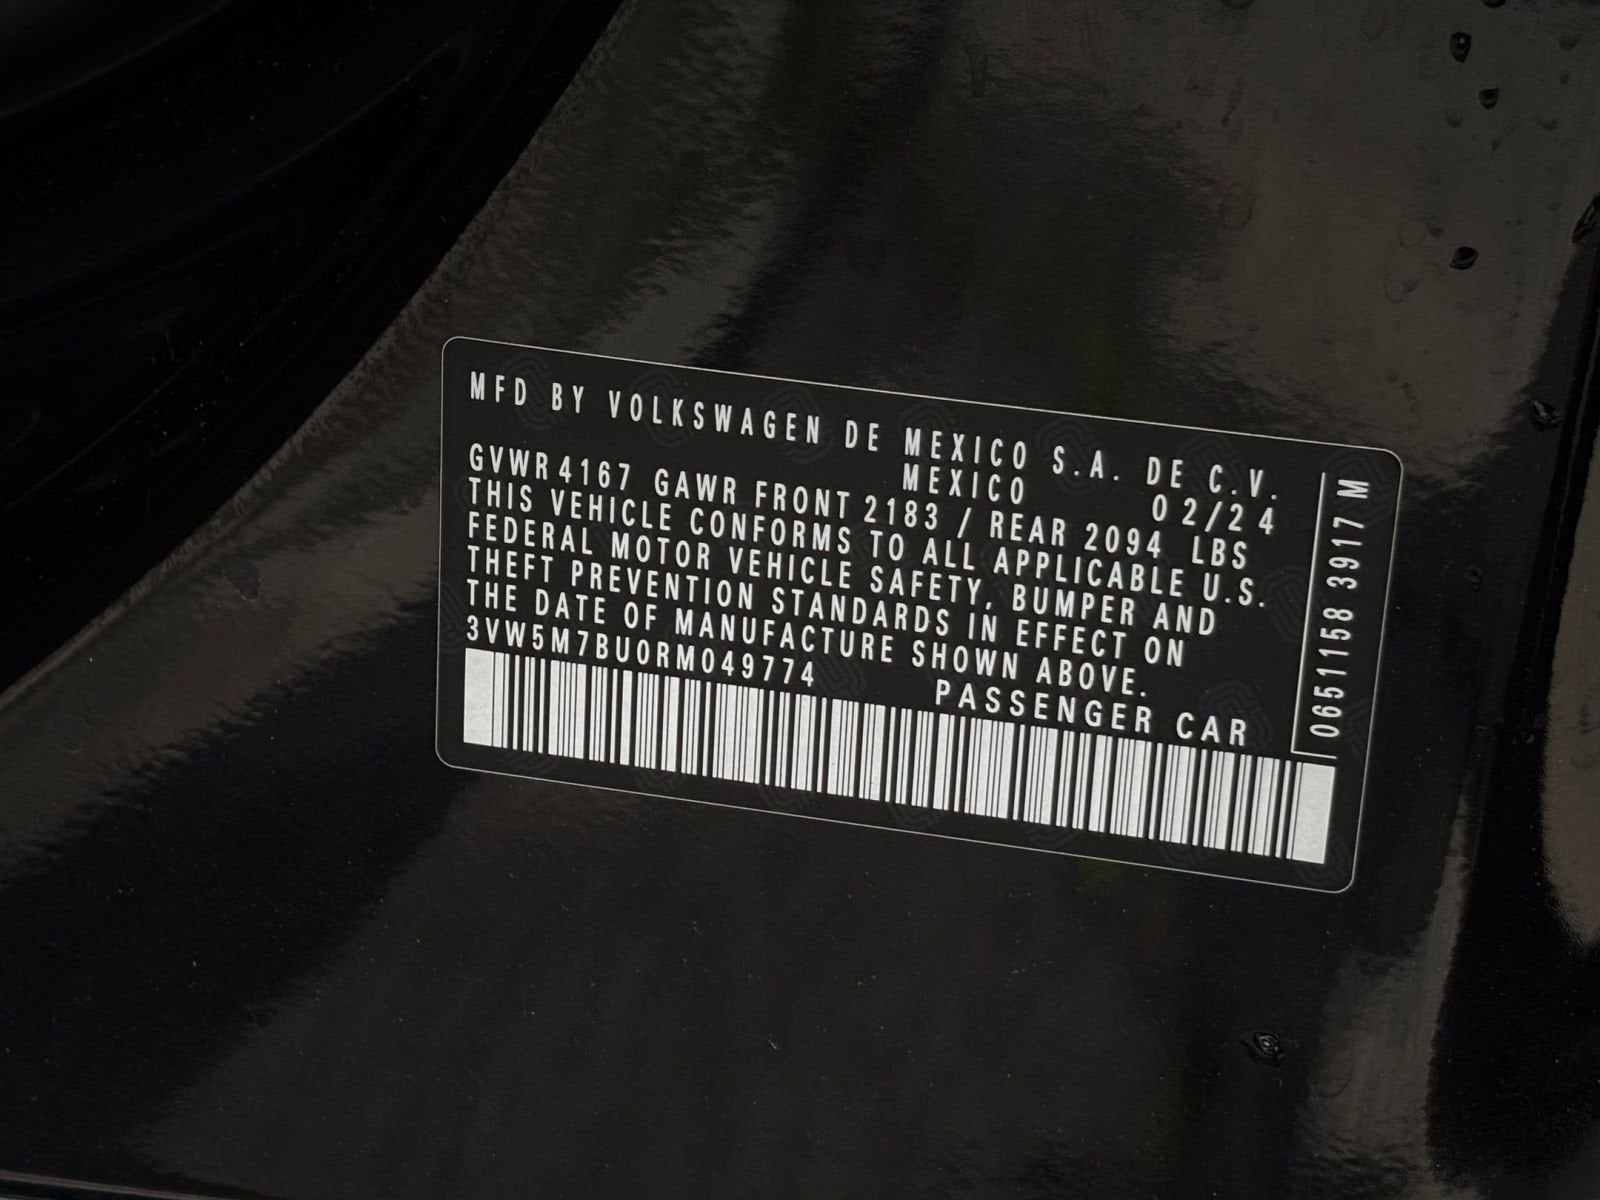 MFD BY VOLKSWAGEN DE MEXICO S.A. DE C.V.
MEXICO 02/24
GVWR 4167 GAWR FRONT 2183 / REAR 2094 LBS
THIS VEHICLE CONFORMS TO ALL APPLICABLE U.S.
FEDERAL MOTOR VEHICLE SAFETY, BUMPER AND
THEFT PREVENTION STANDARDS IN EFFECT ON
THE DATE OF MANUFACTURE SHOWN ABOVE.
3VW5M7BU0RM049774 PASSENGER CAR
0651158 3917 M